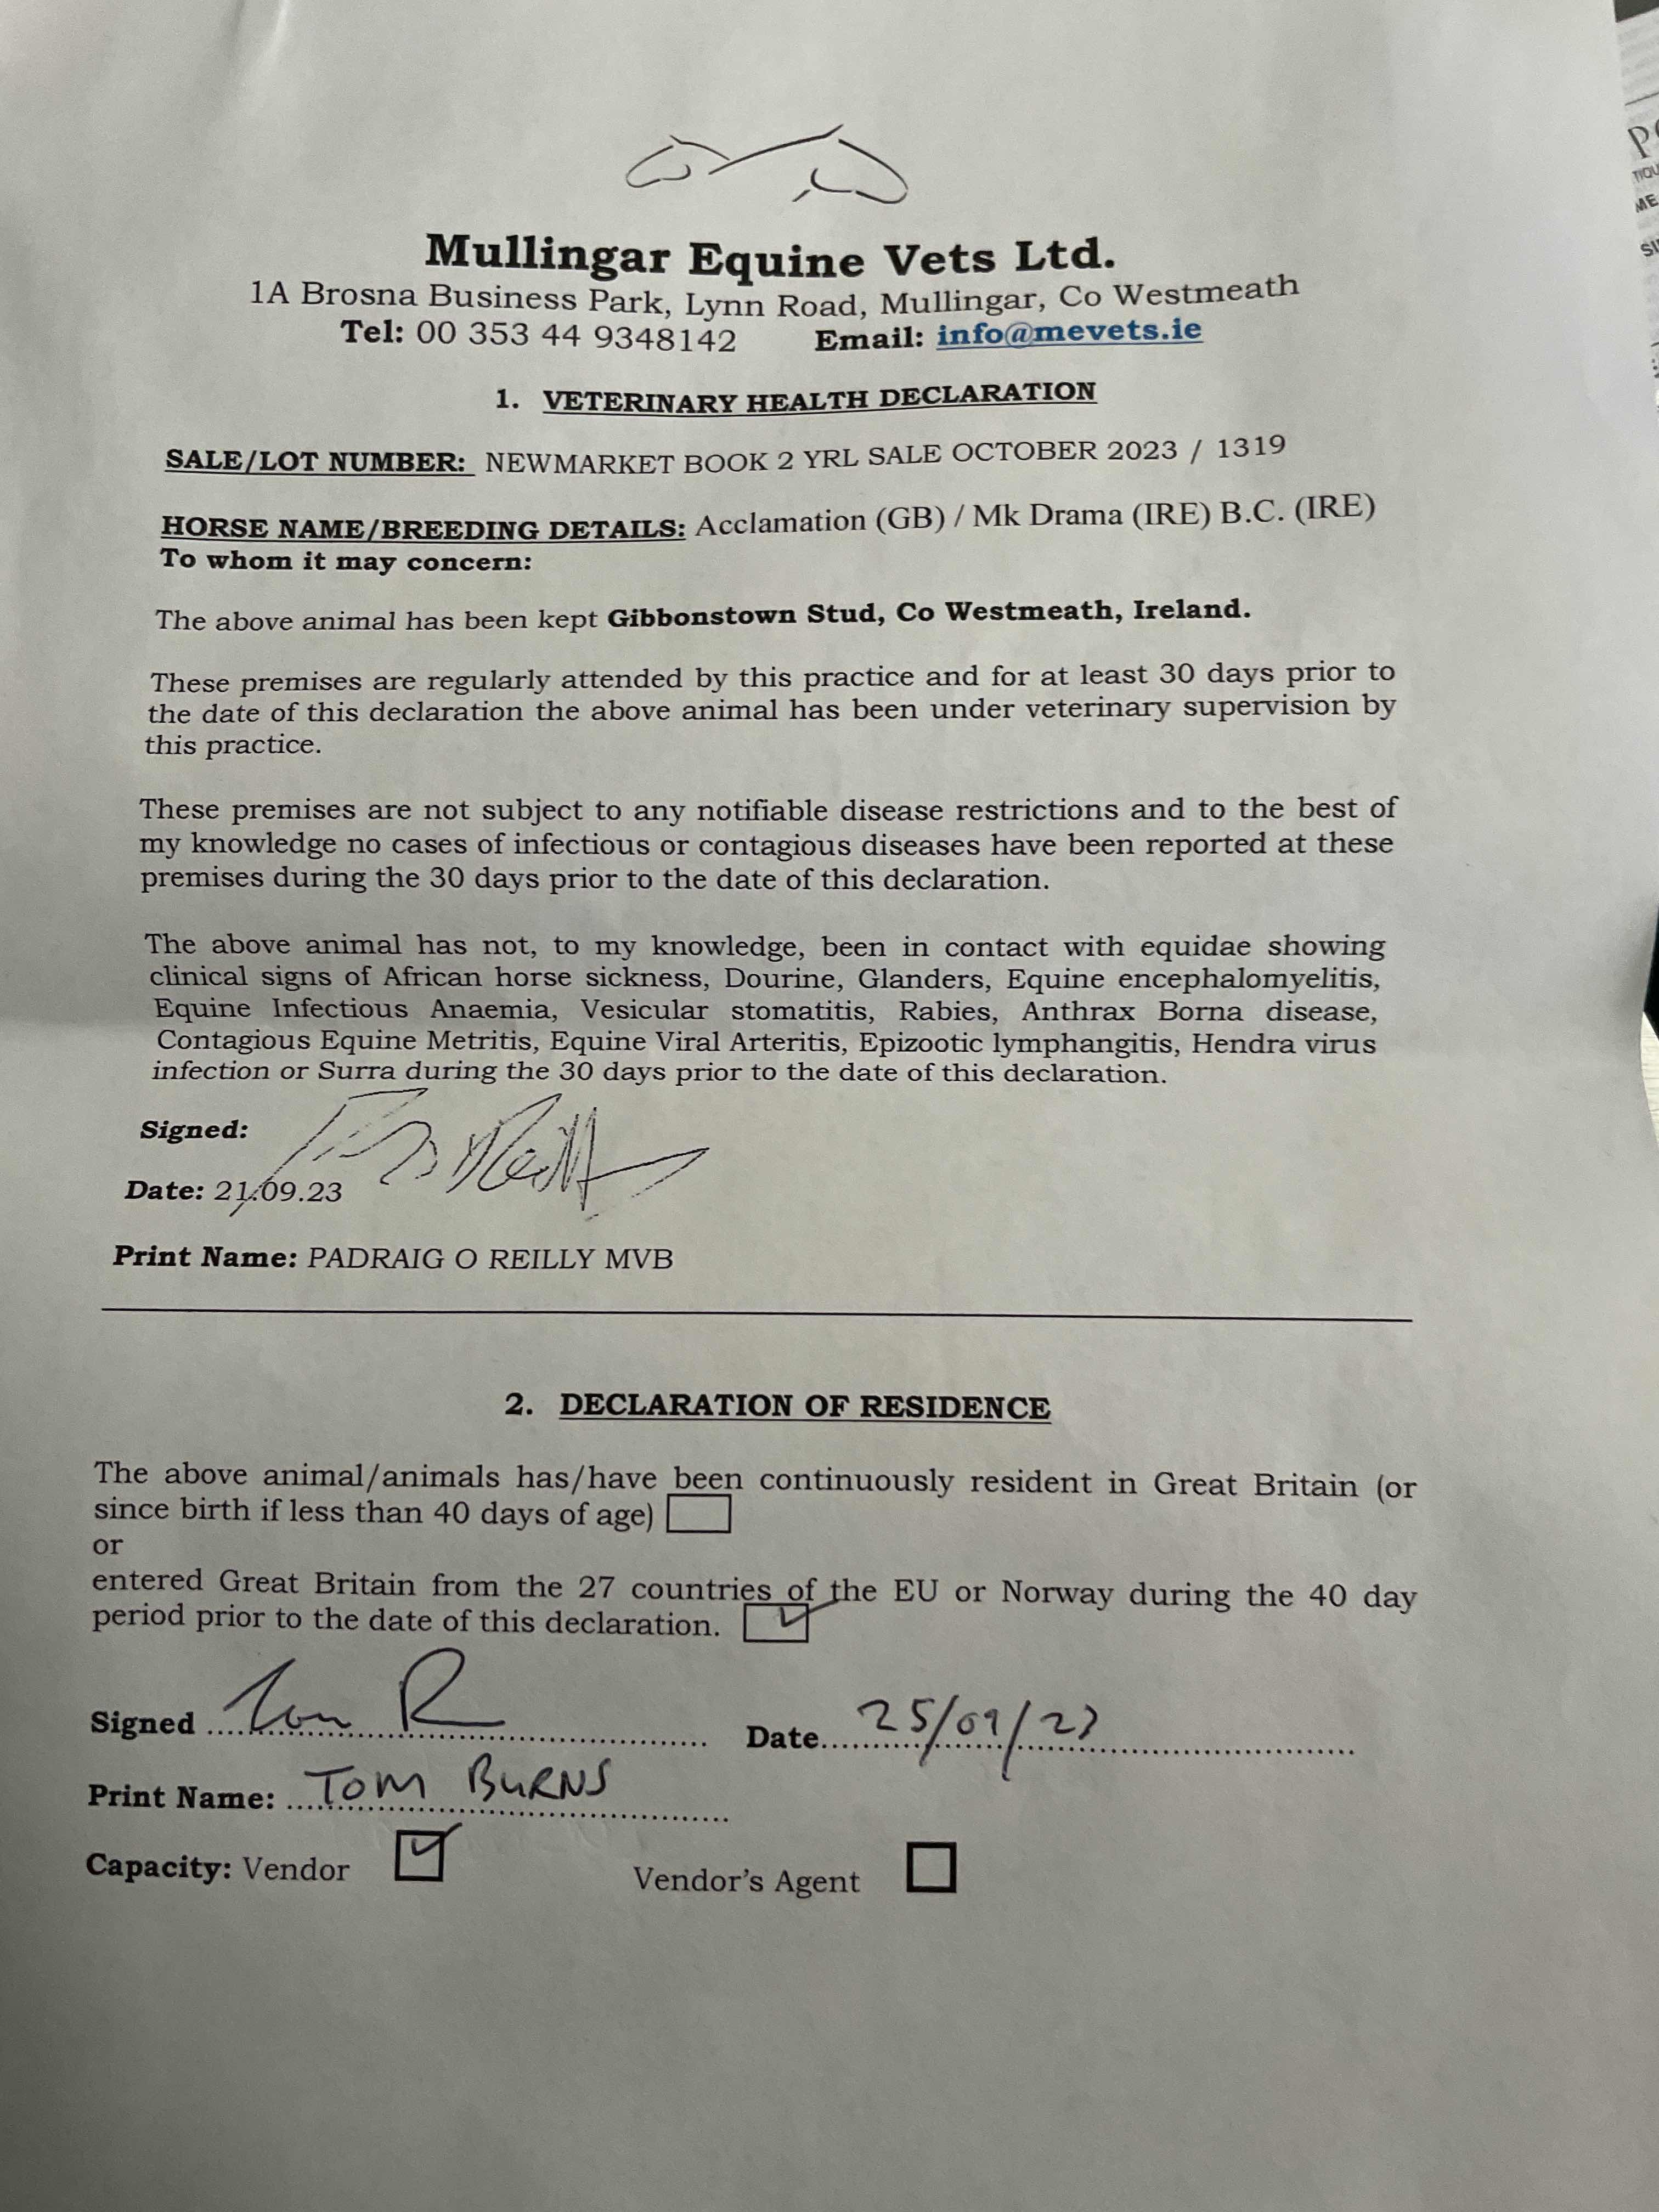 Mullingar Equine Vets Ltd.
1A Brosna Business Park, Lynn Road, Mullingar, Co Westmeath
Tel: 00 353 44 9348142 Email: info@mevets.ie
1. VETERINARY HEALTH DECLARATION
SALE/LOT NUMBER: NEWMARKET BOOK 2 YRL SALE OCTOBER 2023 / 1319
HORSE NAME/BREEDING DETAILS: Acclamation (GB) / Mk Drama (IRE) B.C. (IRE)
To whom it may concern:
The above animal has been kept Gibbonstown Stud, Co Westmeath, Ireland.
These premises are regularly attended by this practice and for at least 30 days prior to
the date of this declaration the above animal has been under veterinary supervision by
this practice.
These premises are not subject to any notifiable disease restrictions and to the best of
my knowledge no cases of infectious or contagious diseases have been reported at these
premises during the 30 days prior to the date of this declaration.
The above animal has not, to my knowledge, been in contact with equidae showing
clinical signs of African horse sickness, Dourine, Glanders, Equine encephalomyelitis,
Equine Infectious Anaemia, Vesicular stomatitis, Rabies, Anthrax Borna disease,
Contagious Equine Metritis, Equine Viral Arteritis, Epizootic lymphangitis, Hendra virus
infection or Surra during the 30 days prior to the date of this declaration.
Signed:
Date: 21.09.23
Print Name: PADRAIG O REILLY MVB
2. DECLARATION OF RESIDENCE
The above animal/animals has/have been continuously resident in Great Britain (or
since birth if less than 40 days of age)
or
entered Great Britain from the 27 countries of the EU or Norway during the 40 day
period prior to the date of this declaration.
Signed Tom Date 25/09/23
Print Name: TOM BURNS
Capacity: Vendor Vendor's Agent